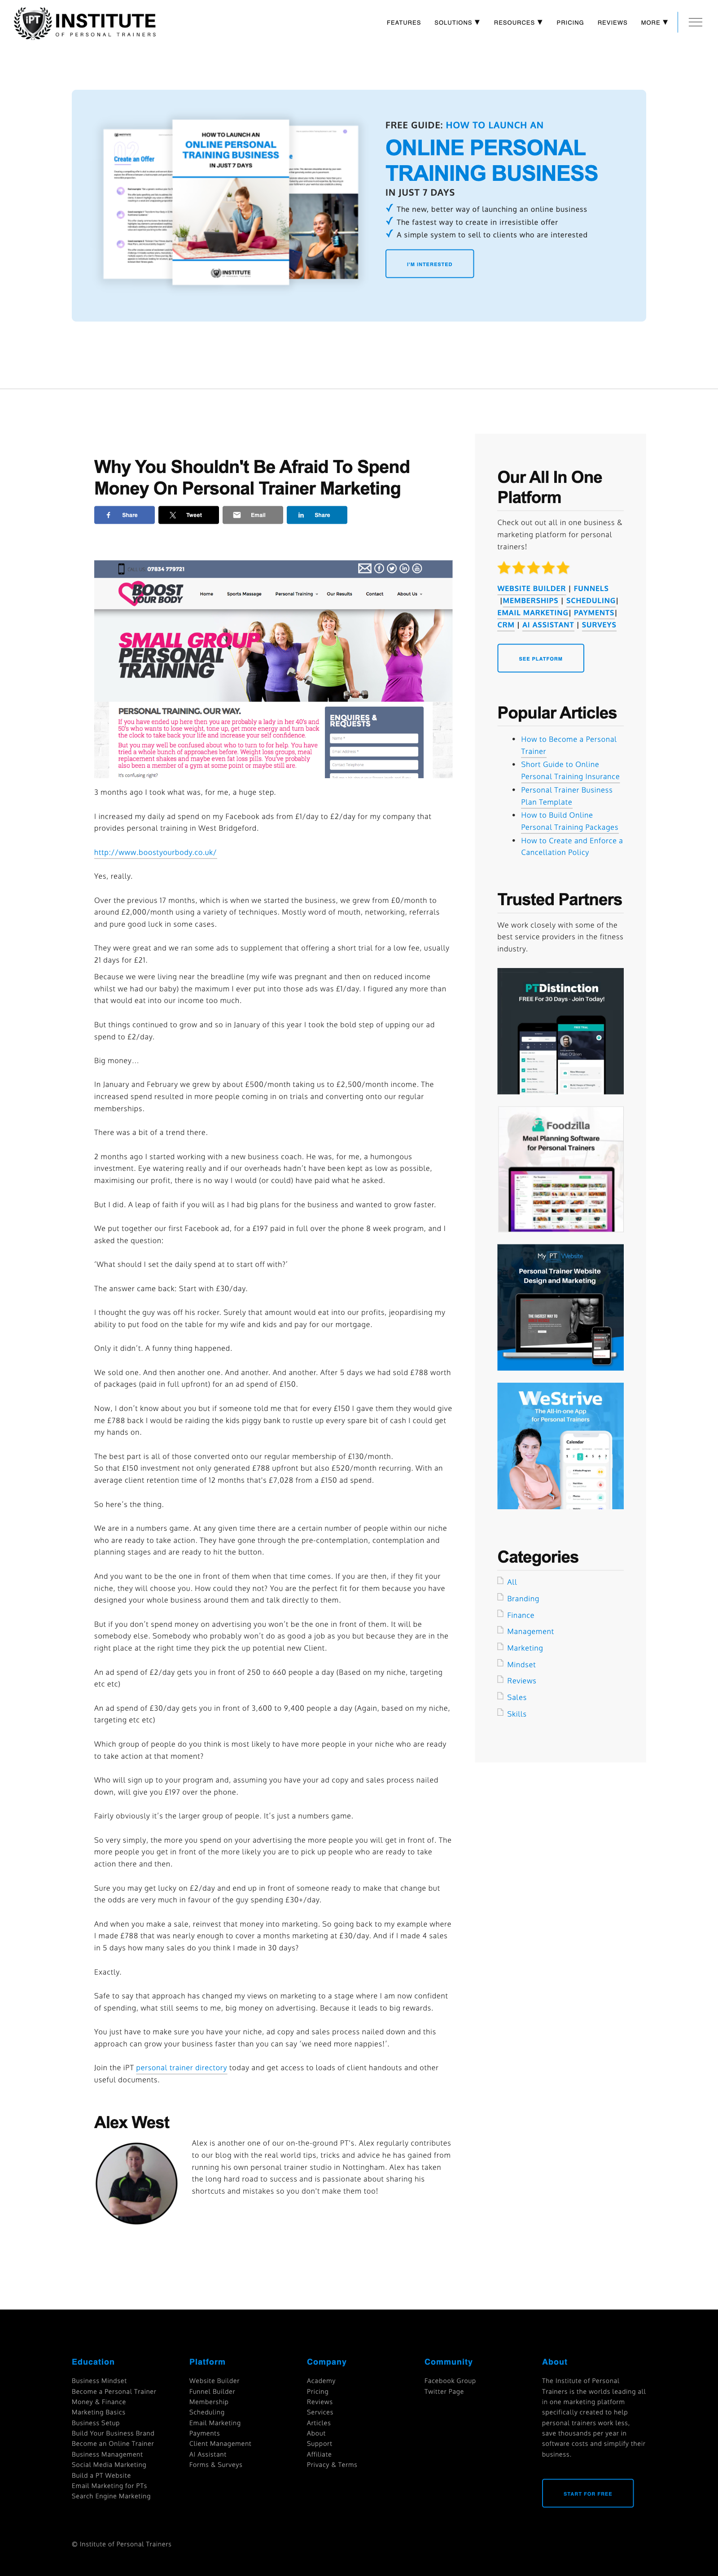 IPT INSTITUTE
OF PERSONAL TRAINERS
FEATURES SOLUTIONS ▼ RESOURCES ▼ PRICING REVIEWS MORE ▼
HOW TO LAUNCH AN
ONLINE PERSONAL
TRAINING BUSINESS
IN JUST 7 DAYS
Create an Offer
INSTITUTE
FREE GUIDE: HOW TO LAUNCH AN
ONLINE PERSONAL
TRAINING BUSINESS
IN JUST 7 DAYS
The new, better way of launching an online business
The fastest way to create in irresistible offer
A simple system to sell to clients who are interested
I'M INTERESTED
Why You Shouldn't Be Afraid To Spend
Money On Personal Trainer Marketing
Share Tweet Email Share
07834 779721
BOOST
YOUR BODY
Home Sports Massage Personal Training Our Results Contact About Us
SMALL GROUP
PERSONAL
TRAINING
PERSONAL TRAINING. OUR WAY.
If you have ended up here then you are probably a lady in her 40's and
50's who wants to lose weight, tone up, get more energy and turn back
the clock to take back your life and increase your self confidence.
But you may well be confused about who to turn to for help. You have
tried a whole bunch of options before. Weight loss groups, meal
replacement shakes and maybe even fat loss pills. You've probably also
been a member of a gym at some point or maybe still are.
It's confusing right?
ENQUIRES &
REQUESTS
3 months ago I took what was, for me, a huge step.
I increased my daily ad spend on my Facebook ads from £1/day to £2/day for my company that
provides personal training in West Bridgeford.
http://www.boostyourbody.co.uk/
Yes, really.
Over the previous 17 months, which is when we started the business, we grew from £0/month to
around £2,000/month using a variety of techniques. Mostly word of mouth, networking, referrals
and pure good luck in some cases.
They were great and we ran some ads to supplement that offering a short trial for a low fee, usually
21 days for £21.
Because we were living near the breadline (my wife was pregnant and then on reduced income
whilst we had our baby) the maximum I ever put into those ads was £1/day. I figured any more than
that would eat into our income too much.
But things continued to grow and so in January of this year I took the bold step of upping our ad
spend to £2/day.
Big money…
In January and February we grew by about £500/month taking us to £2,500/month income. The
increased spend resulted in more people coming in on trials and converting onto our regular
memberships.
There was a bit of a trend there.
2 months ago I started working with a new business coach. He was, for me, a humongous
investment. Eye watering really and if our overheads hadn't have been kept as low as possible,
maximising our profit, there is no way I would (or could) have paid what he asked.
But I did. A leap of faith if you will as I had big plans for the business and wanted to grow faster.
We put together our first Facebook ad, for a £197 paid in full over the phone 8 week program, and I
asked the question:
'What should I set the daily spend at to start off with?'
The answer came back: Start with £30/day.
I thought the guy was off his rocker. Surely that amount would eat into our profits, jeopardising my
ability to put food on the table for my wife and kids and pay for our mortgage.
Only it didn't. A funny thing happened.
We sold one. And then another one. And another. And another. After 5 days we had sold £788 worth
of packages (paid in full upfront) for an ad spend of £150.
Now, I don't know about you but if someone told me that for every £150 I gave them they would give
me £788 back I would be raiding the kids piggy bank to rustle up every spare bit of cash I could get
my hands on.
The best part is all of those converted onto our regular membership of £130/month.
So that £150 investment not only generated £788 upfront but also £520/month recurring. With an
average client retention time of 12 months that's £7,028 from a £150 ad spend.
So here's the thing.
We are in a numbers game. At any given time there are a certain number of people within our niche
who are ready to take action. They have gone through the pre-contemplation, contemplation and
planning stages and are ready to hit the button.
And you want to be the one in front of them when that time comes. If you are then, if they fit your
niche, they will choose you. How could they not? You are the perfect fit for them because you have
designed your whole business around them and talk directly to them.
But if you don't spend money on advertising you won't be the one in front of them. It will be
somebody else. Somebody who probably won't do as good a job as you but because they are in the
right place at the right time they pick the up potential new Client.
An ad spend of £2/day gets you in front of 250 to 660 people a day (Based on my niche, targeting
etc etc)
An ad spend of £30/day gets you in front of 3,600 to 9,400 people a day (Again, based on my niche,
targeting etc etc)
Which group of people do you think is most likely to have more people in your niche who are ready
to take action at that moment?
Who will sign up to your program and, assuming you have your ad copy and sales process nailed
down, will give you £197 over the phone.
Fairly obviously it's the larger group of people. It's just a numbers game.
So very simply, the more you spend on your advertising the more people you will get in front of. The
more people you get in front of the more likely you are to pick up people who are ready to take
action there and then.
Sure you may get lucky on £2/day and end up in front of someone ready to make that change but
the odds are very much in favour of the guy spending £30+/day.
And when you make a sale, reinvest that money into marketing. So going back to my example where
I made £788 that was nearly enough to cover a months marketing at £30/day. And if I made 4 sales
in 5 days how many sales do you think I made in 30 days?
Exactly.
Safe to say that approach has changed my views on marketing to a stage where I am now confident
of spending, what still seems to me, big money on advertising. Because it leads to big rewards.
You just have to make sure you have your niche, ad copy and sales process nailed down and this
approach can grow your business faster than you can say 'we need more nappies!'.
Join the iPT personal trainer directory today and get access to loads of client handouts and other
useful documents.
Alex West
Alex is another one of our on-the-ground PT's. Alex regularly contributes
to our blog with the real world tips, tricks and advice he has gained from
running his own personal trainer studio in Nottingham. Alex has taken
the long hard road to success and is passionate about sharing his
shortcuts and mistakes so you don't make them too!
Our All In One
Platform
Check out out all in one business &
marketing platform for personal
trainers!
WEBSITE BUILDER | FUNNELS
|MEMBERSHIPS | SCHEDULING|
EMAIL MARKETING| PAYMENTS|
CRM | AI ASSISTANT | SURVEYS
SEE PLATFORM
Popular Articles
How to Become a Personal
Trainer
Short Guide to Online
Personal Training Insurance
Personal Trainer Business
Plan Template
How to Build Online
Personal Training Packages
How to Create and Enforce a
Cancellation Policy
Trusted Partners
We work closely with some of the
best service providers in the fitness
industry.
PTDistinction
FREE For 30 Days - Join Today!
Foodzilla
Meal Planning Software
for Personal Trainers
My PT Website
Personal Trainer Website
Design and Marketing
WeStrive
The All-in-One App
for Personal Trainers
Calendar
Categories
All
Branding
Finance
Management
Marketing
Mindset
Reviews
Sales
Skills
Education
Business Mindset
Become a Personal Trainer
Money & Finance
Marketing Basics
Business Setup
Build Your Business Brand
Become an Online Trainer
Business Management
Social Media Marketing
Build a PT Website
Email Marketing for PTs
Search Engine Marketing
Platform
Website Builder
Funnel Builder
Membership
Scheduling
Email Marketing
Payments
Client Management
AI Assistant
Forms & Surveys
Company
Academy
Pricing
Reviews
Services
Articles
About
Support
Affiliate
Privacy & Terms
Community
Facebook Group
Twitter Page
About
The Institute of Personal
Trainers is the worlds leading all
in one marketing platform
specifically created to help
personal trainers work less,
save thousands per year in
software costs and simplify their
business.
START FOR FREE
© Institute of Personal Trainers